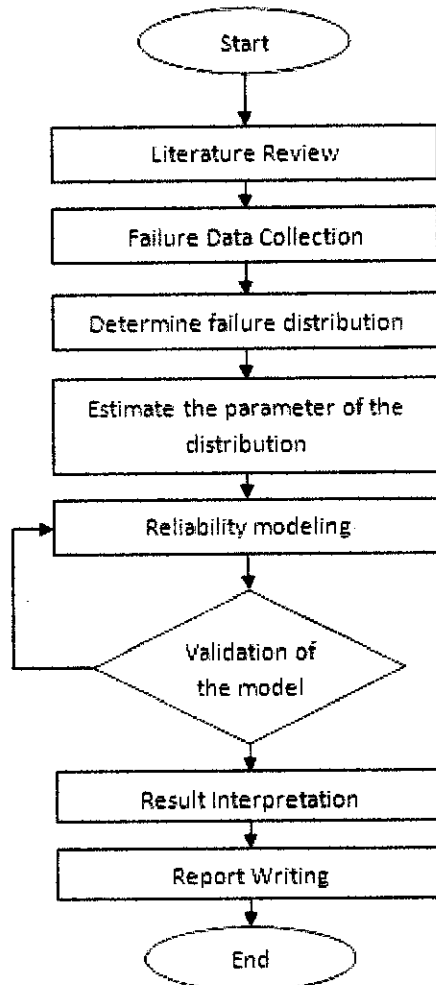 Start
Literature Review
Failure Data Collection
Determine failure distribution
Estimate the parameter of the
distribution
Reliability modeling
Validation of
the model
Result Interpretation
Report Writing
End